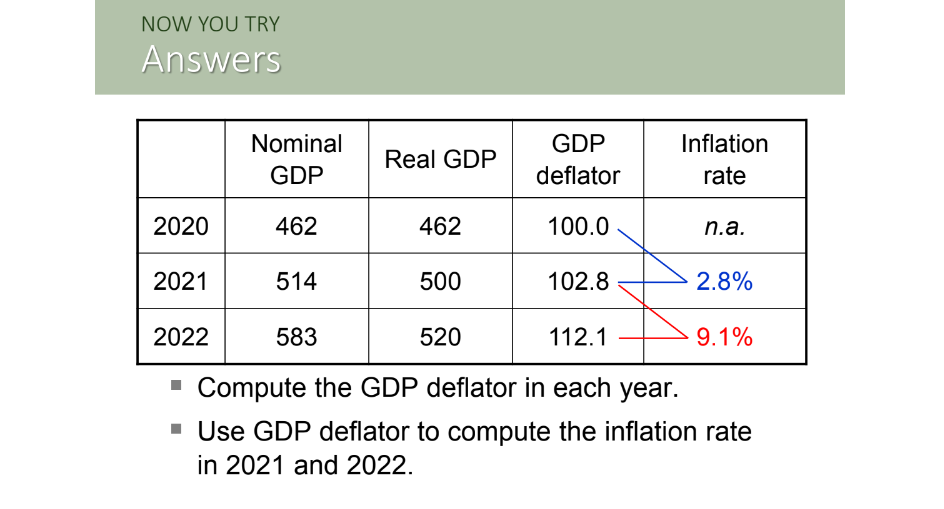 NOW YOU TRY
Answers
Nominal GDP Real GDP GDP deflator Inflation rate
2020 462 462 100.0 n.a.
2021 514 500 102.8 2.8%
2022 583 520 112.1 9.1%
Compute the GDP deflator in each year.
Use GDP deflator to compute the inflation rate
in 2021 and 2022.